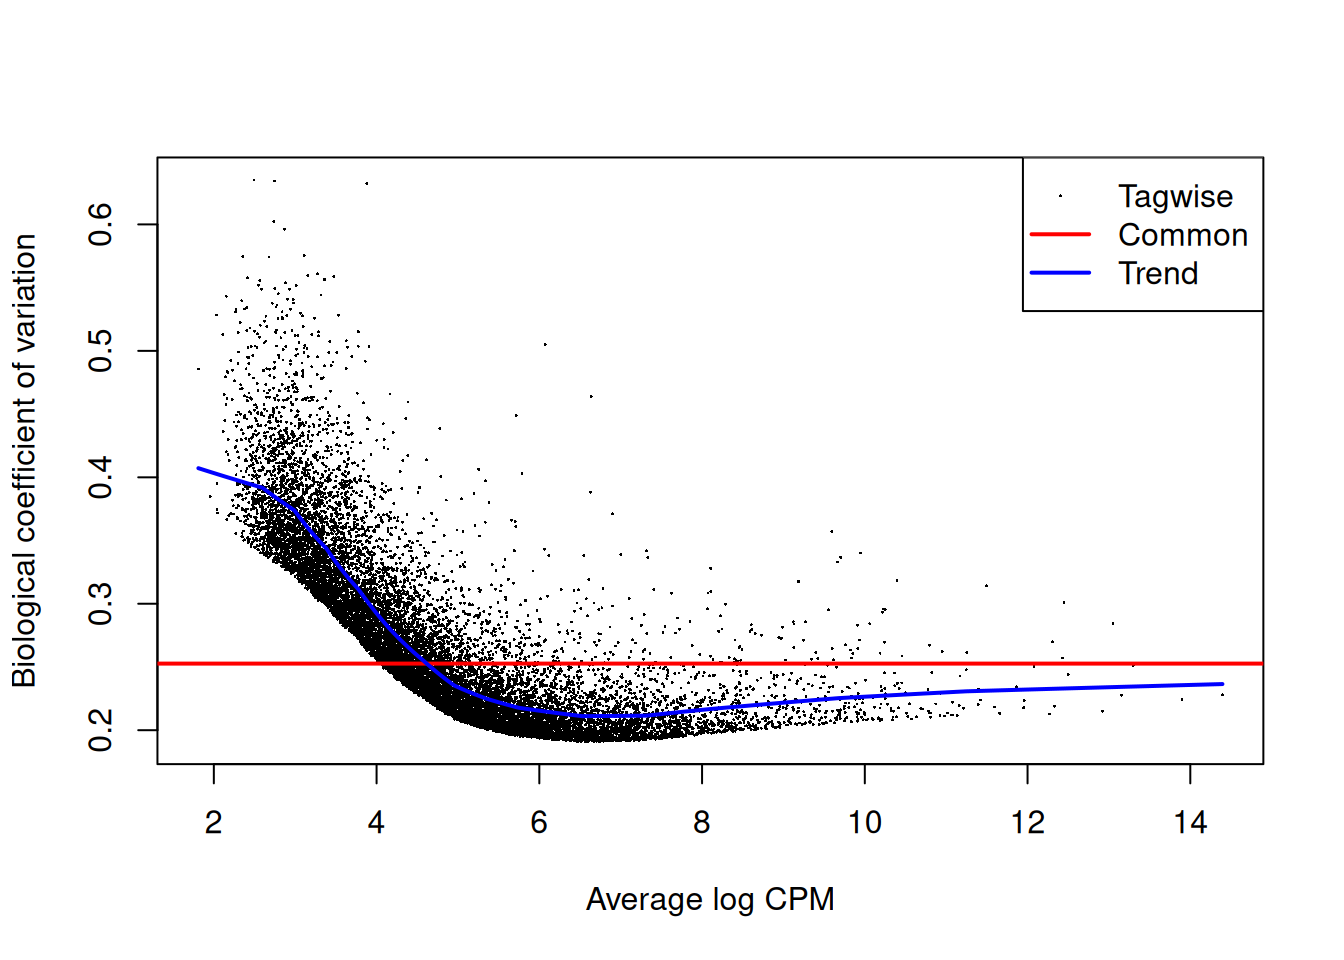 Tagwise
Common
Trend
Biological coefficient of variation
0.6
0.5
0.4
0.3
0.2
2 4 6 8 10 12 14
Average log CPM